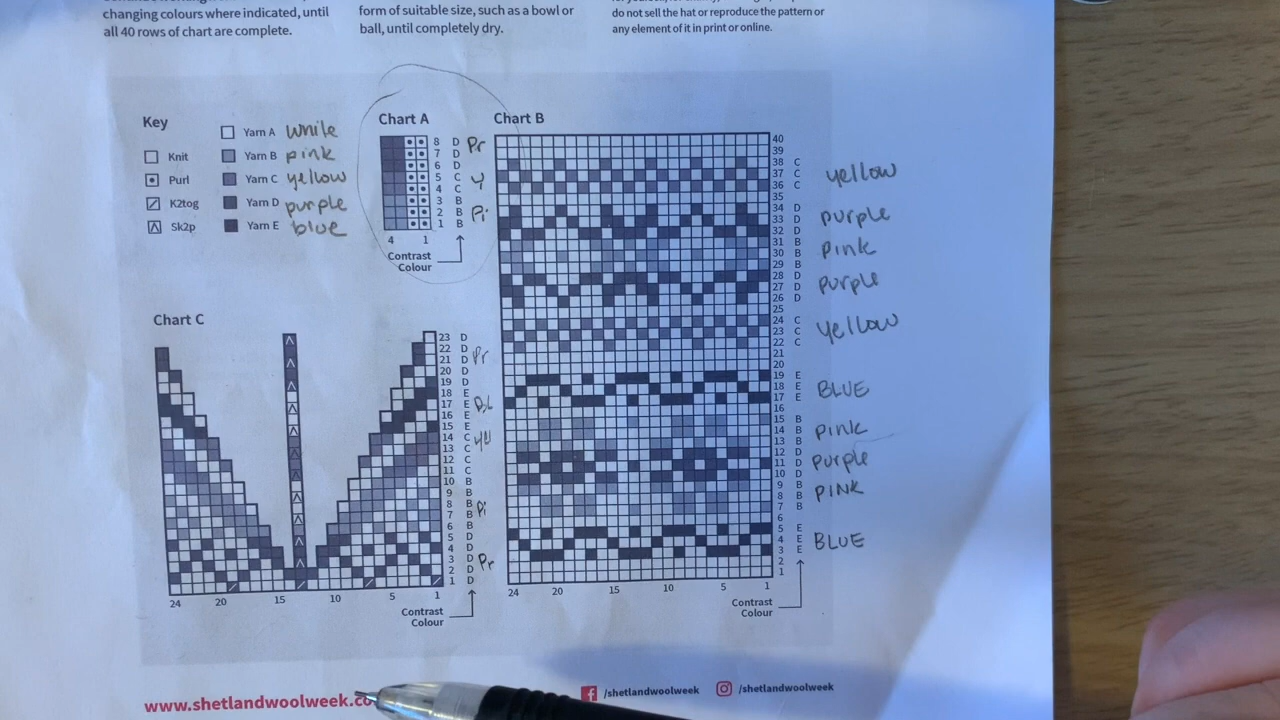 changing colours where indicated, until
all 40 rows of chart are complete.
form of suitable size, such as a bowl or
ball, until completely dry.
do not sell the hat or reproduce the pattern or
any element of it in print or online.
Key
Yarn A white
Knit
Yarn B pink
Purl
Yarn C yellow
K2tog
Yarn D purple
Sk2p
Yarn E blue
Chart A
8 D Pr
7 D
6 D
5 C Y
4 C
3 B
2 B Pi
1 B
4 1
Contrast
Colour
Chart B
40
39
38 C
37 C yellow
36 C
35
34 D
33 D purple
32 D
31 B
30 B pink
29 B
28 D
27 D purple
26 D
25
24 C
23 C yellow
22 C
21
20
19 E
18 E BLUE
17 E
16
15 B
14 B pink
13 B
12 D
11 D purple
10 D
9 B
8 B PINK
7 B
6
5 E
4 E BLUE
3 E
2
1
24 20 15 10 5 1
Contrast
Colour
Chart C
23 D
22 D
21 D Pr
20 D
19 D
18 E
17 E BL
16 E
15 E
14 C
13 C
12 C
11 C
10 B
9 B
8 B
7 B Pi
6 B
5 D
4 D
3 D Pr
2 D
1 D
24 20 15 10 5 1
Contrast
Colour
www.shetlandwoolweek.co
/shetlandwoolweek
/shetlandwoolweek